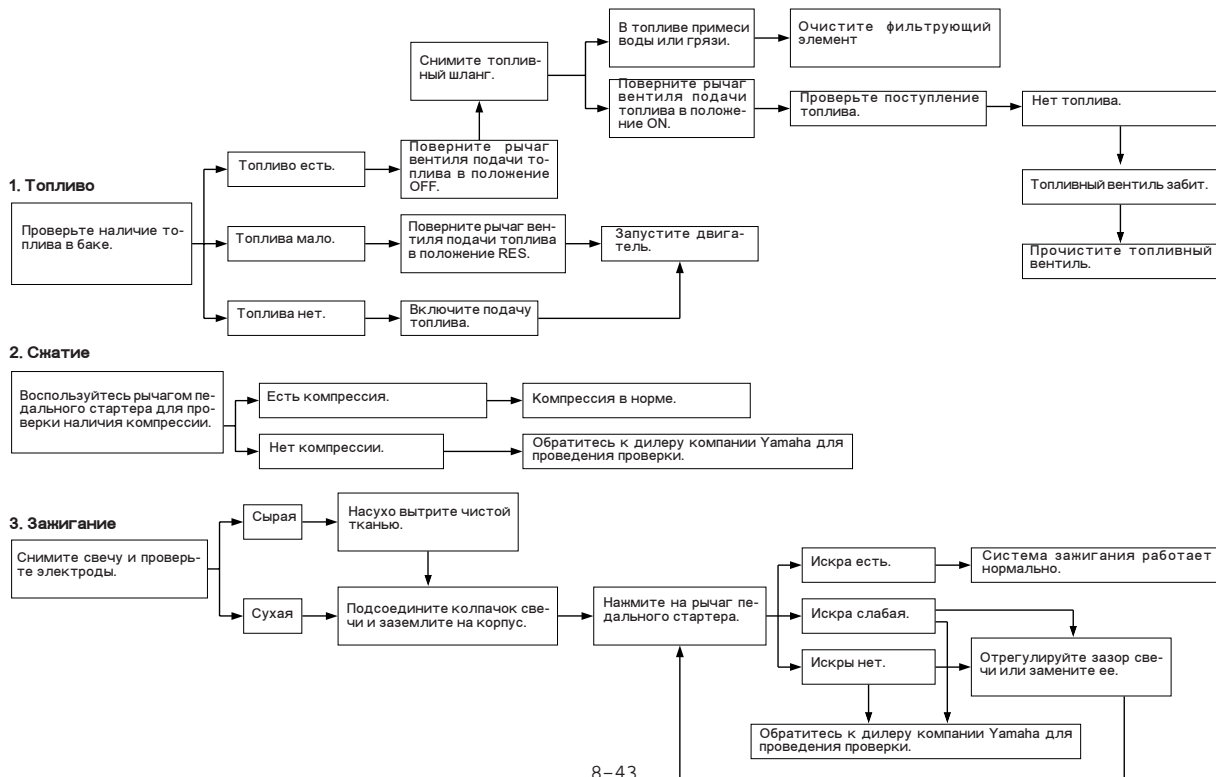 1. Топливо
Проверьте наличие то-
плива в баке.
Топливо есть.
Поверните рычаг
вентиля подачи то-
плива в положение
OFF.
Снимите топлив-
ный шланг.
В топливе примеси
воды или грязи.
Очистите фильтрующий
элемент
Поверните рычаг
вентиля подачи
топлива в положе-
ние ON.
Проверьте поступление
топлива.
Нет топлива.
Топливный вентиль забит.
Прочистите топливный
вентиль.
Топлива мало.
Поверните рычаг вен-
тиля подачи топлива
в положение RES.
Запустите двига-
тель.
Топлива нет.
Включите подачу
топлива.
2. Сжатие
Воспользуйтесь рычагом пе-
дального стартера для про-
верки наличия компрессии.
Есть компрессия.
Компрессия в норме.
Нет компрессии.
Обратитесь к дилеру компании Yamaha для
проведения проверки.
3. Зажигание
Снимите свечу и проверь-
те электроды.
Сырая
Насухо вытрите чистой
тканью.
Сухая
Подсоедините колпачок све-
чи и заземлите на корпус.
Нажмите на рычаг пе-
дального стартера.
Искра есть.
Система зажигания работает
нормально.
Искра слабая.
Искры нет.
Отрегулируйте зазор све-
чи или замените ее.
Обратитесь к дилеру компании Yamaha для
проведения проверки.
8-43